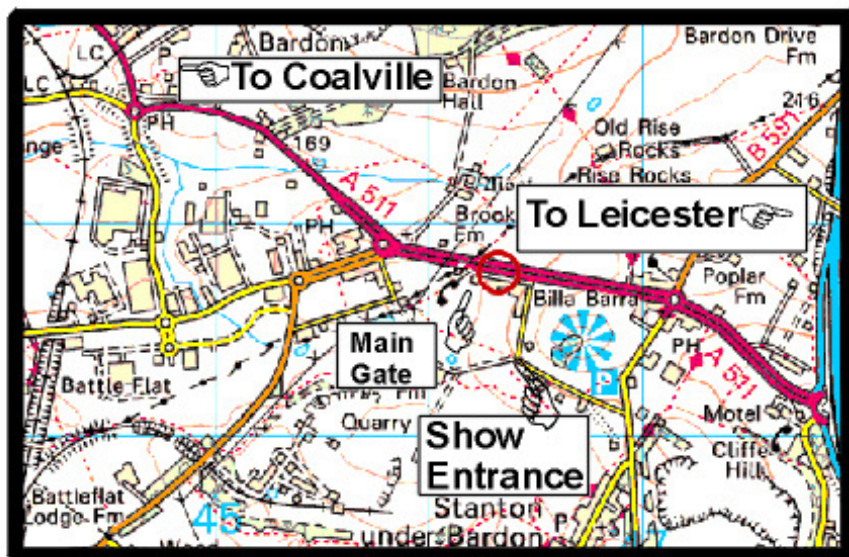 LC
P
Bardon
Bardon Drive
Fm
To Coalville
LC
Bardon
Hall
216
PH
B 591
169
Old Rise
Rocks
Rise Rocks
nge
A 511
To Leicester
Brook
Fm
PH
Poplar
Fm
Billa Barra
Main
Gate
PH
A 511
Battle Flat
Fm
P
Motel
Quarry
Show
Entrance
Cliffe
Hill
Battleflat
Lodge Fm
45
Stanton
under Bardon
P